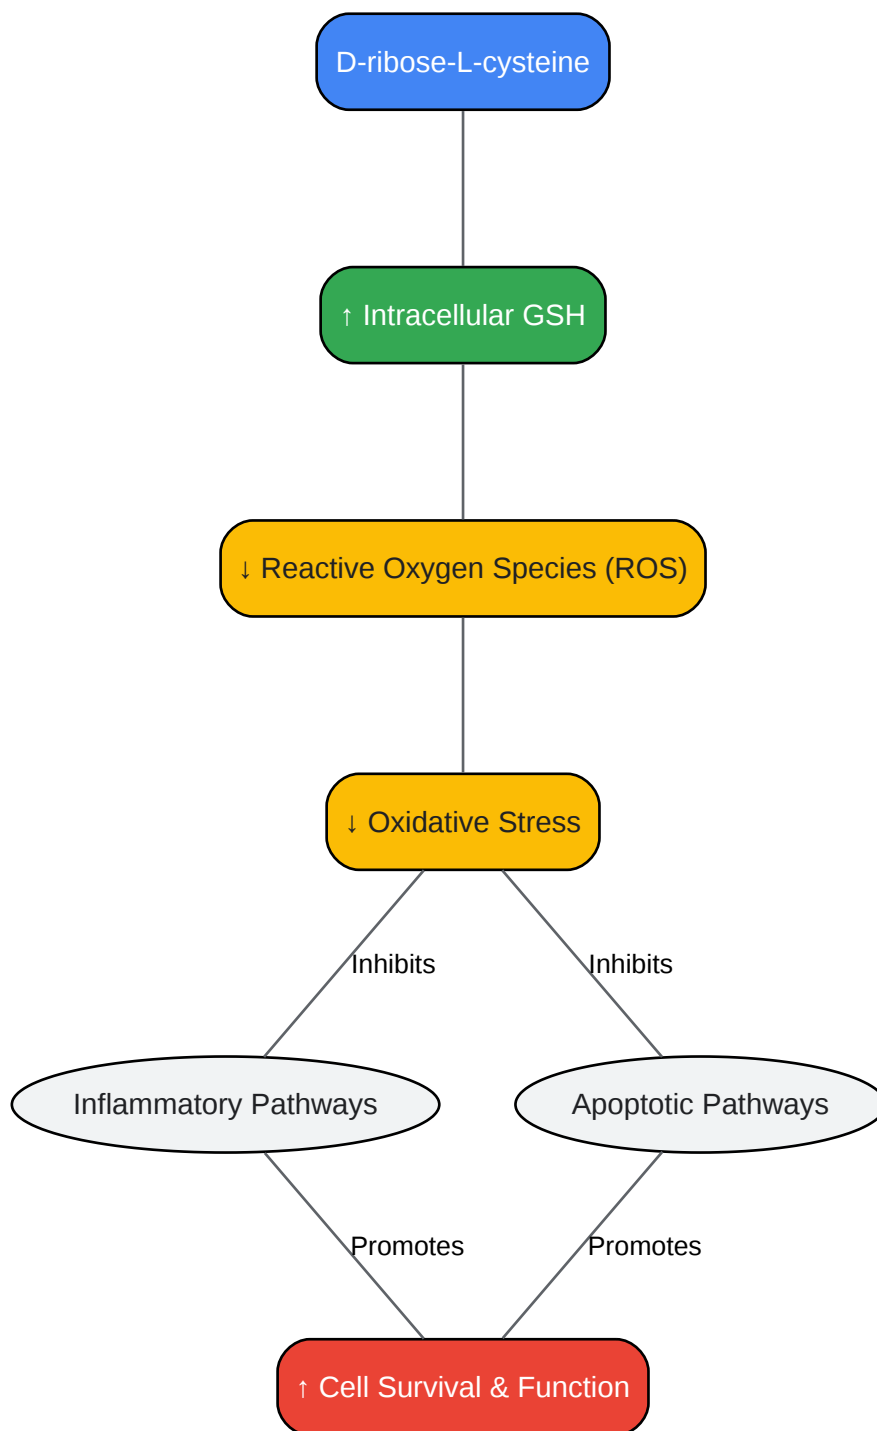 D-ribose-L-cysteine
↑ Intracellular GSH
↓ Reactive Oxygen Species (ROS)
↓ Oxidative Stress
Inhibits
Inhibits
Inflammatory Pathways
Apoptotic Pathways
Promotes
Promotes
↑ Cell Survival & Function